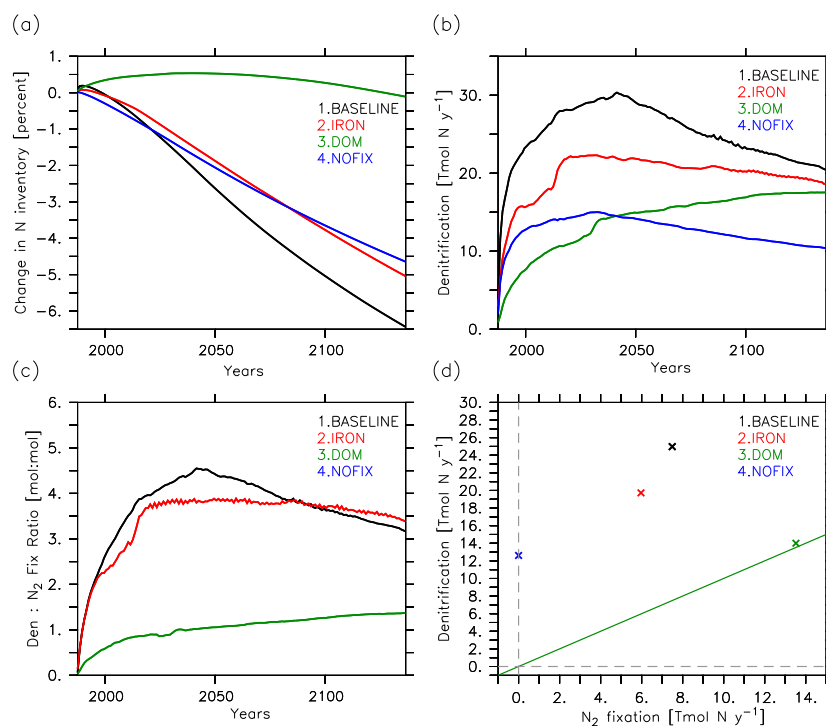 (a)
Change in N inventory [percent]
1.
0.
−1.
−2.
−3.
−4.
−5.
−6.
2000
2050
2100
Years
1.BASELINE
2.IRON
3.DOM
4.NOFIX
(b)
Denitrification [Tmol N y⁻¹]
30.
20.
10.
0.
2000
2050
2100
Years
1.BASELINE
2.IRON
3.DOM
4.NOFIX
(c)
Den : N₂ Fix Ratio [mol:mol]
6.
5.
4.
3.
2.
1.
0.
2000
2050
2100
Years
1.BASELINE
2.IRON
3.DOM
4.NOFIX
(d)
Denitrification [Tmol N y⁻¹]
30.
28.
26.
24.
22.
20.
18.
16.
14.
12.
10.
8.
6.
4.
2.
0.
0. 2. 4. 6. 8. 10. 12. 14.
N₂ fixation [Tmol N y⁻¹]
1.BASELINE
2.IRON
3.DOM
4.NOFIX